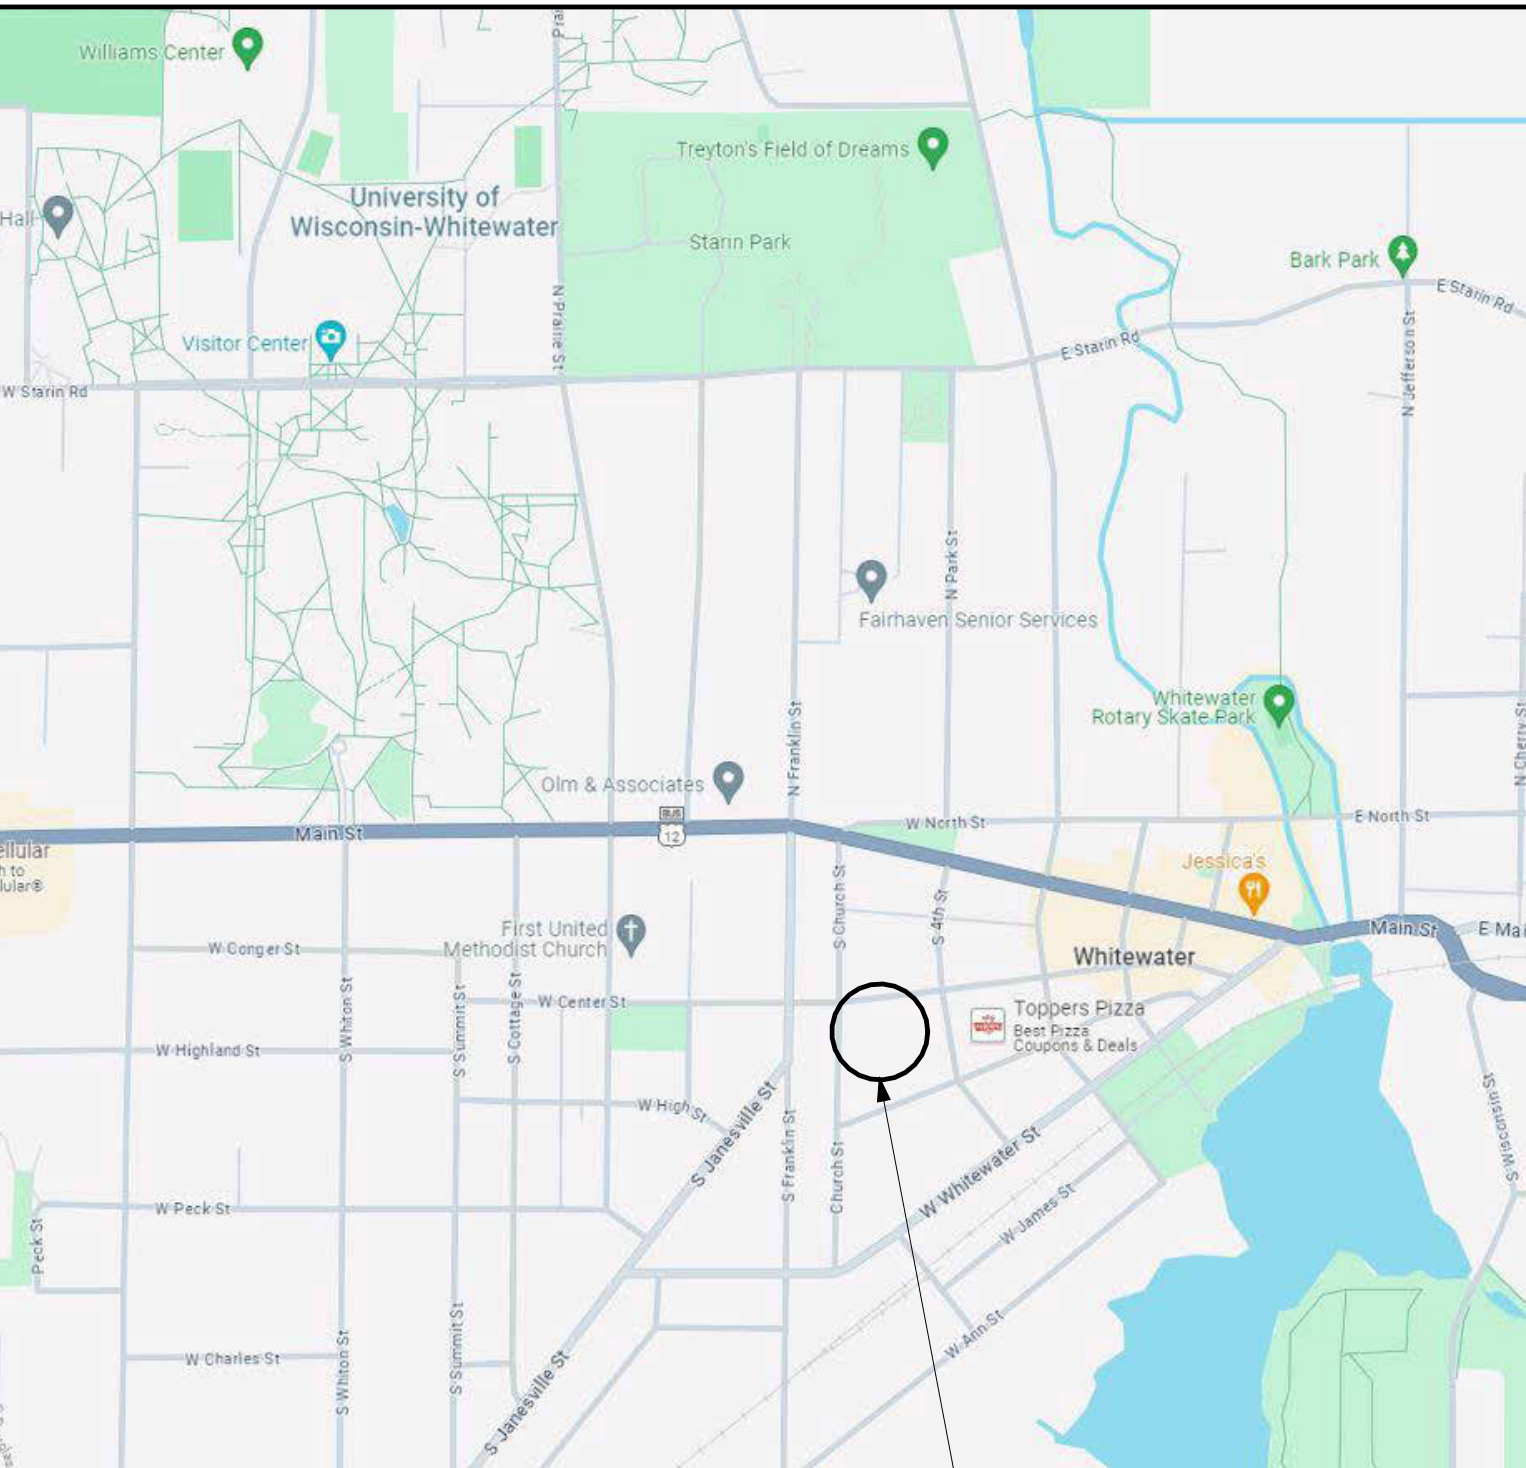 Williams Center
Treyton's Field of Dreams
Hall
University of
Wisconsin-Whitewater
Starin Park
Bark Park
E Starin Rd
N Prairie St
Visitor Center
E Starin Rd
N Jefferson St
W Starin Rd
N Park St
Fairhaven Senior Services
Whitewater
Rotary Skate Park
N Franklin St
N Cherry St
Olm & Associates
BUS
12
Main St
W North St
E North St
ellular
h to
lular®
Jessica's
S Church St
S 4th St
First United
Methodist Church
W Conger St
Main St
E Mai
Whitewater
S Whiton St
S Summit St
S Cottage St
W Center St
Toppers Pizza
Best Pizza
Coupons & Deals
W Highland St
W High St
S Janesville St
S Franklin St
Church St
W Whitewater St
S Wisconsin St
W Peck St
W James St
Peck St
W Ann St
W Charles St
S Whiton St
S Summit St
S Janesville St